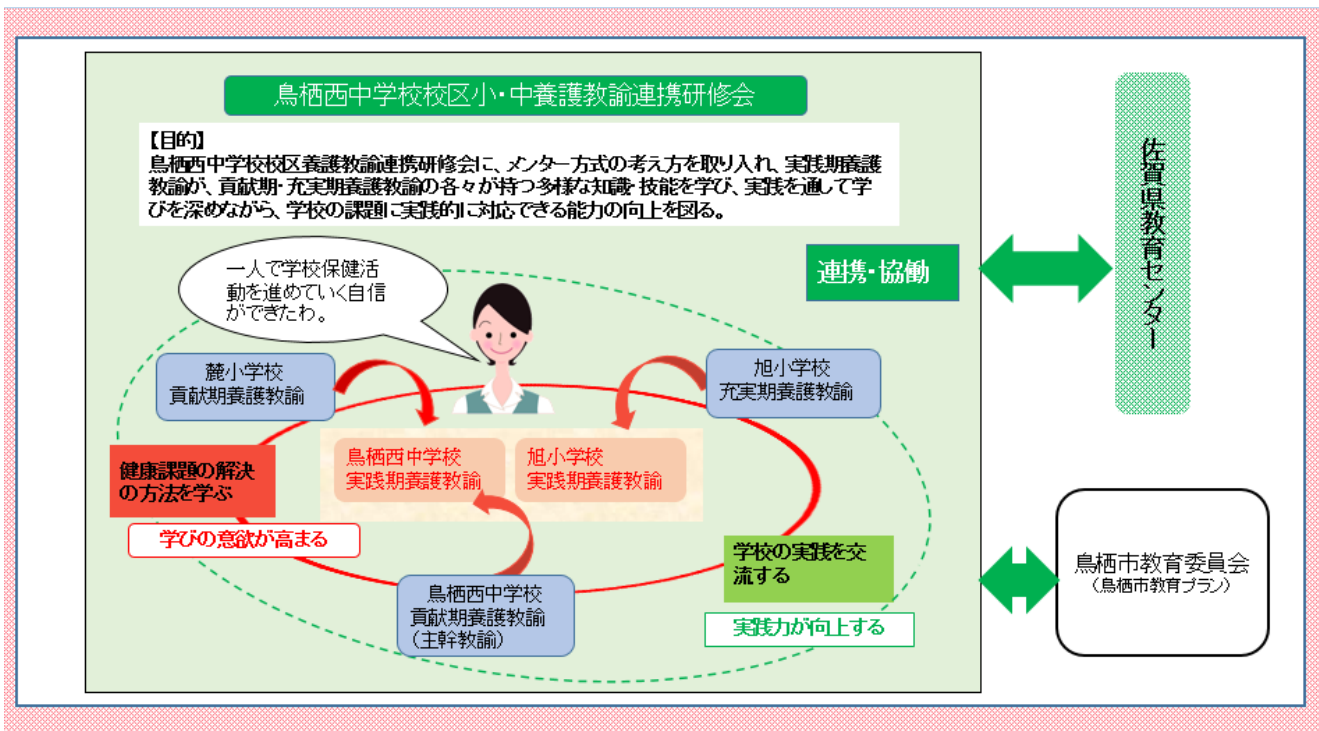 鳥栖西中学校校区小・中養護教諭連携研修会
【目的】
鳥栖西中学校校区養護教諭連携研修会に、メンター方式の考え方を取り入れ、実践期養護
教諭が、貢献期・充実期養護教諭の各々が持つ多様な知識・技能を学び、実践を通して学
びを深めながら、学校の課題に実践的に対応できる能力の向上を図る。
連携・協働
佐賀県教育センター
一人で学校保健活
動を進めていく自信
ができたわ。
麓小学校
貢献期養護教諭
旭小学校
充実期養護教諭
鳥栖西中学校
実践期養護教諭
旭小学校
実践期養護教諭
健康課題の解決
の方法を学ぶ
学びの意欲が高まる
学校の実践を交
流する
実践力が向上する
鳥栖西中学校
貢献期養護教諭
（主幹教諭）
鳥栖市教育委員会
（鳥栖市教育プラン）